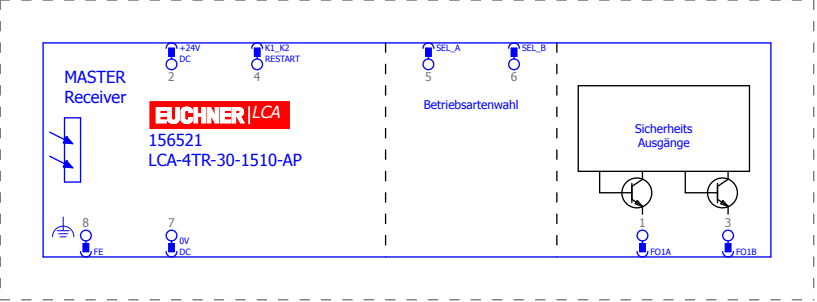 +24V
DC
2
K1_K2
RESTART
4
SEL_A
5
SEL_B
6
MASTER
Receiver
EUCHNER LCA
156521
LCA-4TR-30-1510-AP
Betriebsartenwahl
Sicherheits
Ausgänge
8
FE
7
0V
DC
1
FO1A
3
FO1B